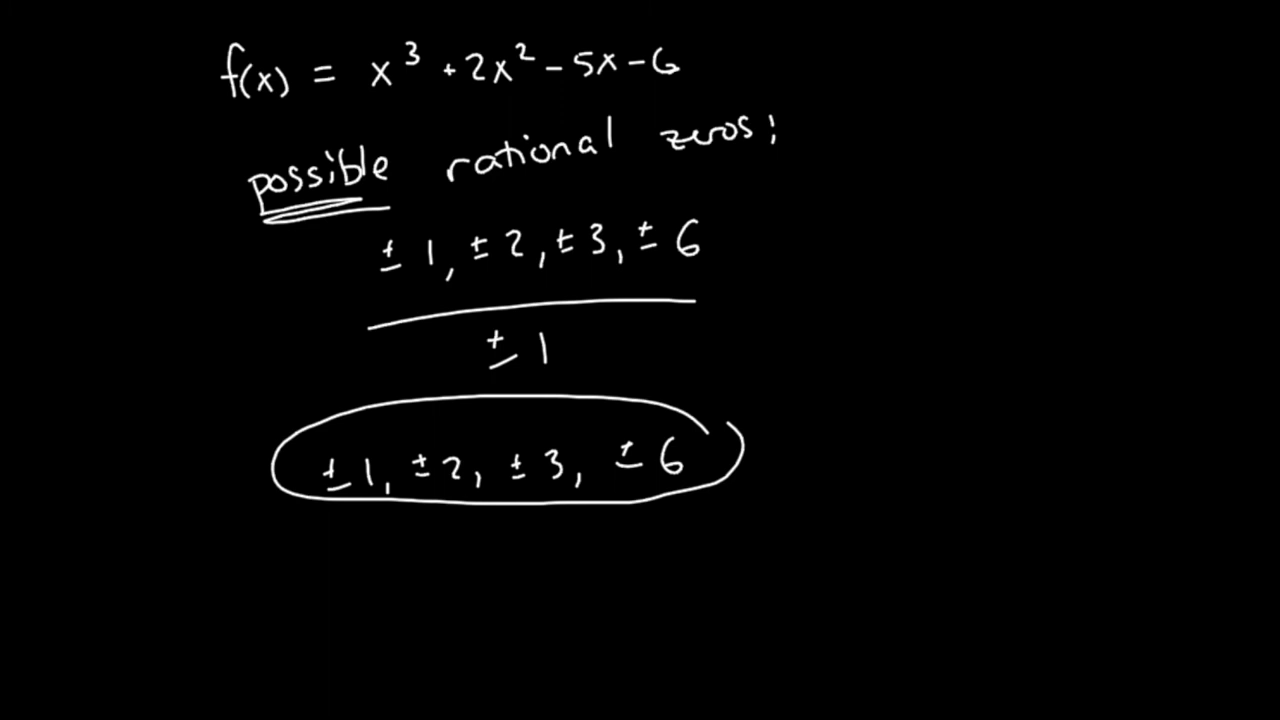 f(x) = x³ + 2x² - 5x - 6
possible rational zeros:
± 1, ± 2, ± 3, ± 6
± 1
± 1, ± 2, ± 3, ± 6